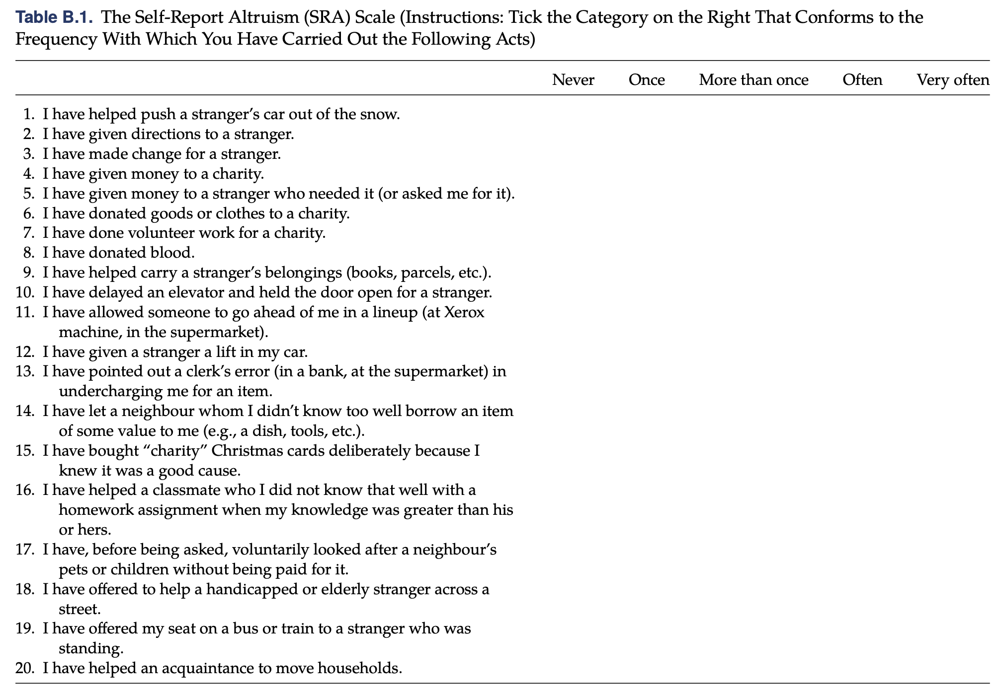 Table B.1. The Self-Report Altruism (SRA) Scale (Instructions: Tick the Category on the Right That Conforms to the
Frequency With Which You Have Carried Out the Following Acts)
Never Once More than once Often Very often
1. I have helped push a stranger’s car out of the snow.
2. I have given directions to a stranger.
3. I have made change for a stranger.
4. I have given money to a charity.
5. I have given money to a stranger who needed it (or asked me for it).
6. I have donated goods or clothes to a charity.
7. I have done volunteer work for a charity.
8. I have donated blood.
9. I have helped carry a stranger’s belongings (books, parcels, etc.).
10. I have delayed an elevator and held the door open for a stranger.
11. I have allowed someone to go ahead of me in a lineup (at Xerox
machine, in the supermarket).
12. I have given a stranger a lift in my car.
13. I have pointed out a clerk’s error (in a bank, at the supermarket) in
undercharging me for an item.
14. I have let a neighbour whom I didn’t know too well borrow an item
of some value to me (e.g., a dish, tools, etc.).
15. I have bought “charity” Christmas cards deliberately because I
knew it was a good cause.
16. I have helped a classmate who I did not know that well with a
homework assignment when my knowledge was greater than his
or hers.
17. I have, before being asked, voluntarily looked after a neighbour’s
pets or children without being paid for it.
18. I have offered to help a handicapped or elderly stranger across a
street.
19. I have offered my seat on a bus or train to a stranger who was
standing.
20. I have helped an acquaintance to move households.